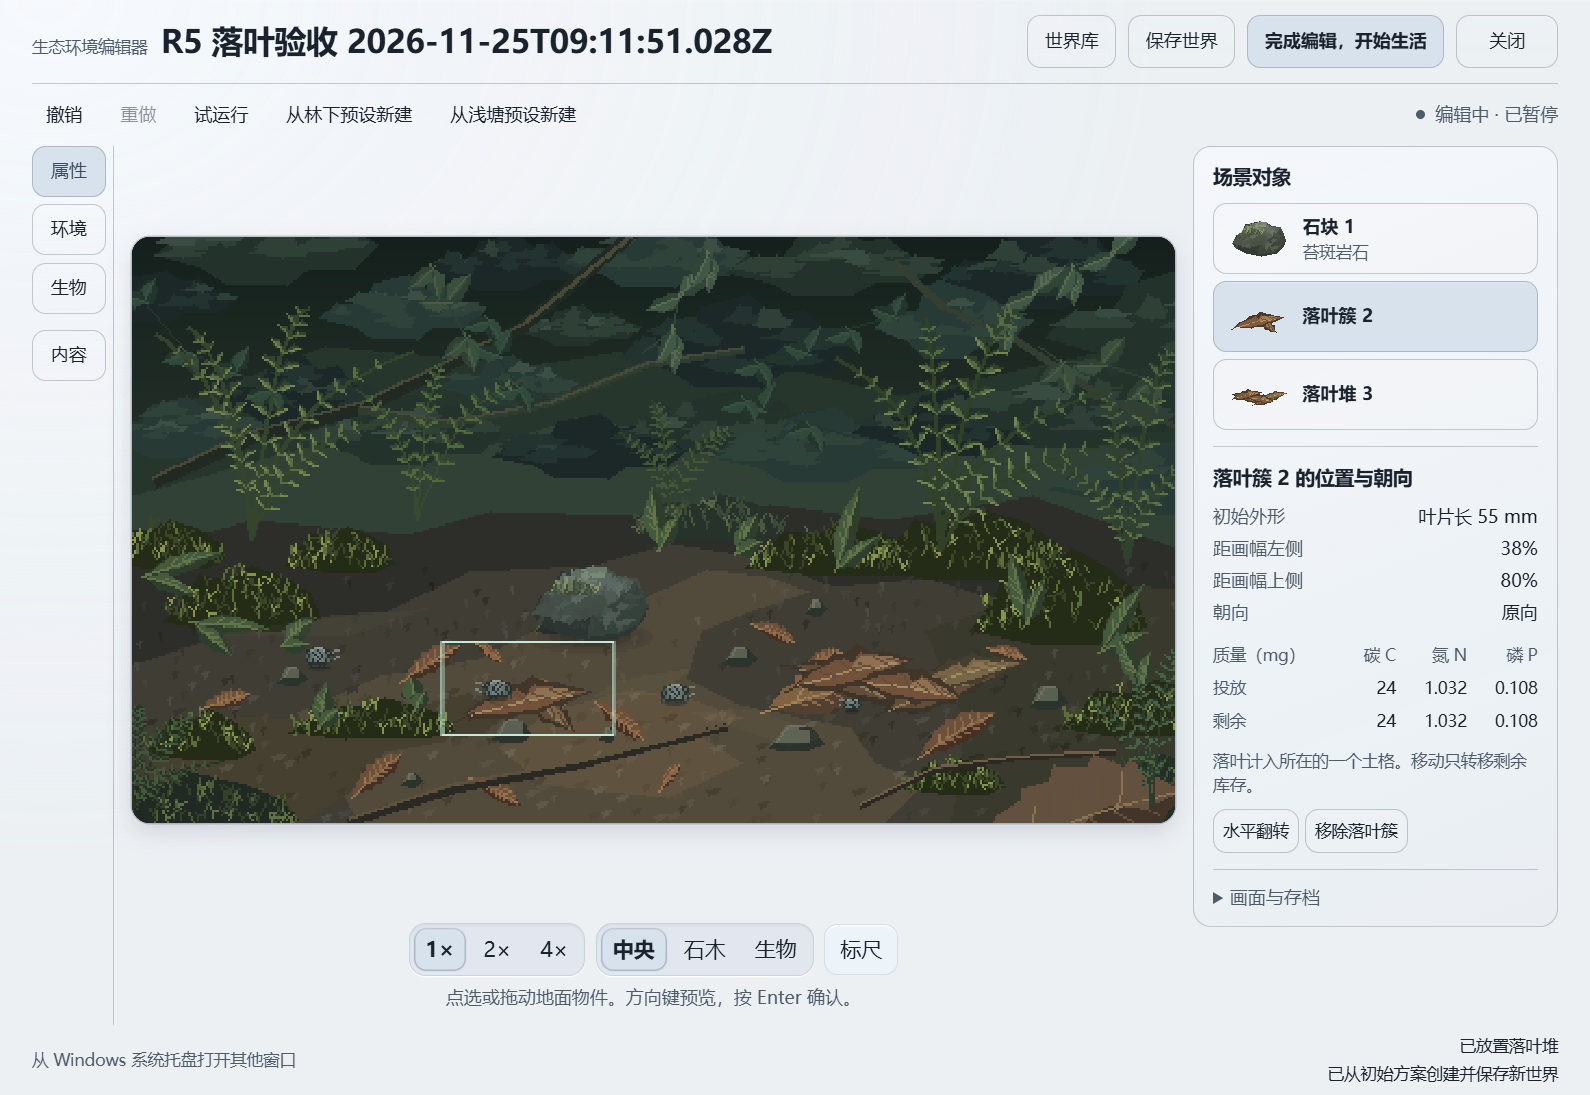 生态环境编辑器 R5 落叶验收 2026-11-25T09:11:51.028Z
世界库 保存世界 完成编辑，开始生活 关闭
撤销 重做 试运行 从林下预设新建 从浅塘预设新建
编辑中 · 已暂停
属性
环境
生物
内容
场景对象
石块 1
苔斑岩石
落叶簇 2
落叶堆 3
落叶簇 2 的位置与朝向
初始外形 叶片长 55 mm
距画幅左侧 38%
距画幅上侧 80%
朝向 原向
质量（mg） 碳 C 氮 N 磷 P
投放 24 1.032 0.108
剩余 24 1.032 0.108
落叶计入所在的一个土格。移动只转移剩余
库存。
水平翻转 移除落叶簇
▶ 画面与存档
1× 2× 4× 中央 石木 生物 标尺
点选或拖动地面物件。方向键预览，按 Enter 确认。
从 Windows 系统托盘打开其他窗口
已放置落叶堆
已从初始方案创建并保存新世界